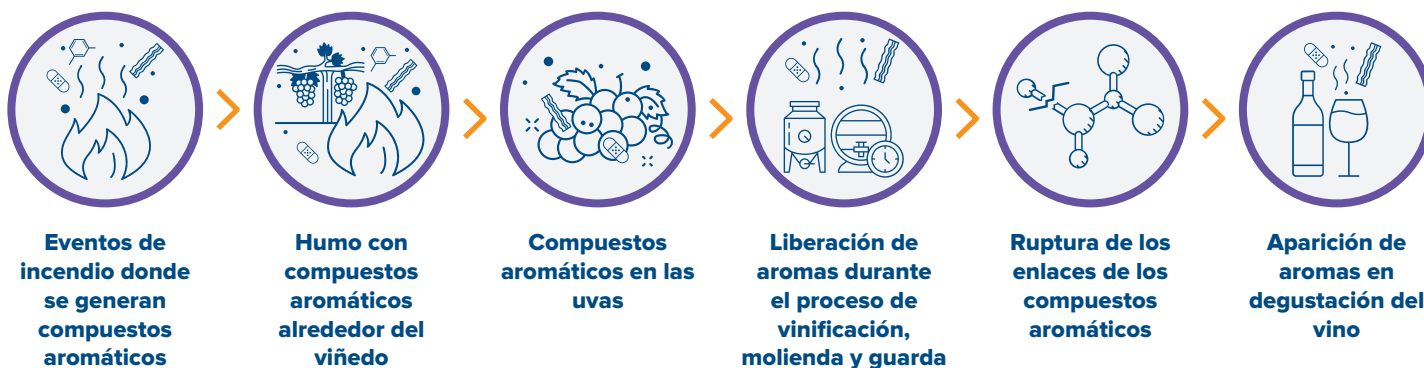 Eventos de
incendio donde
se generan
compuestos
aromáticos
Humo con
compuestos
aromáticos
alrededor del
viñedo
Compuestos
aromáticos en las
uvas
Liberación de
aromas durante
el proceso de
vinificación,
molienda y guarda
Ruptura de los
enlaces de los
compuestos
aromáticos
Aparición de
aromas en
degustación del
vino